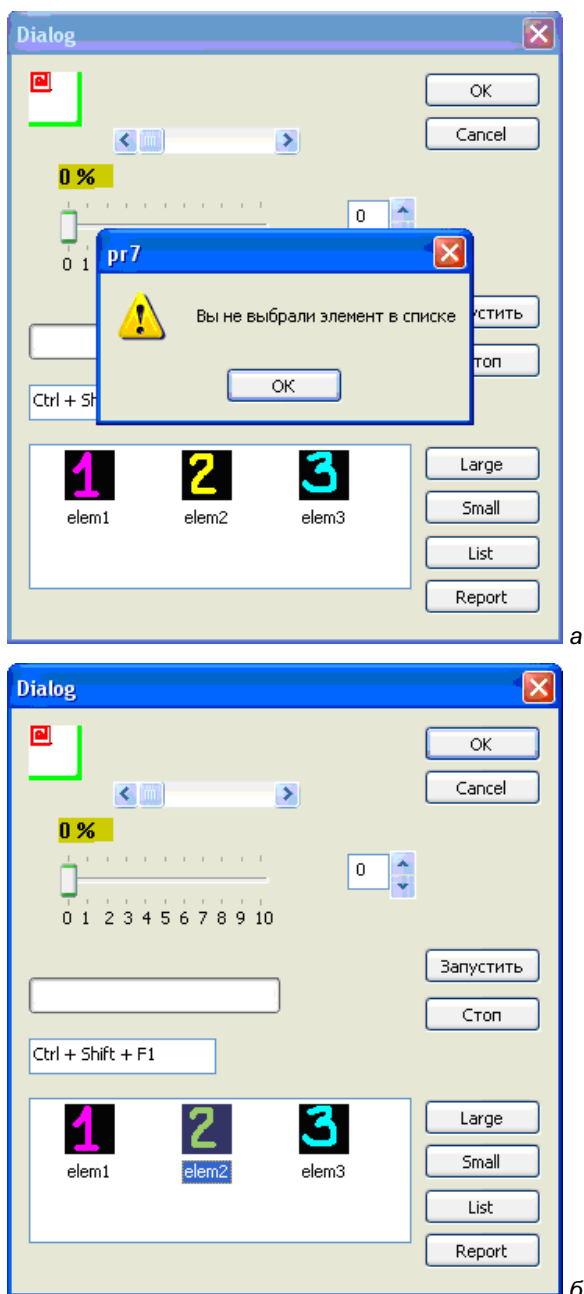 Dialog
OK
Cancel
0 %
0
0 1
pr7
Вы не выбрали элемент в списке
OK
устить
топ
Ctrl + Sh
1 2 3
elem1 elem2 elem3
Large
Small
List
Report
а
Dialog
OK
Cancel
0 %
0
0 1 2 3 4 5 6 7 8 9 10
Запустить
Стоп
Ctrl + Shift + F1
1 2 3
elem1 elem2 elem3
Large
Small
List
Report
б